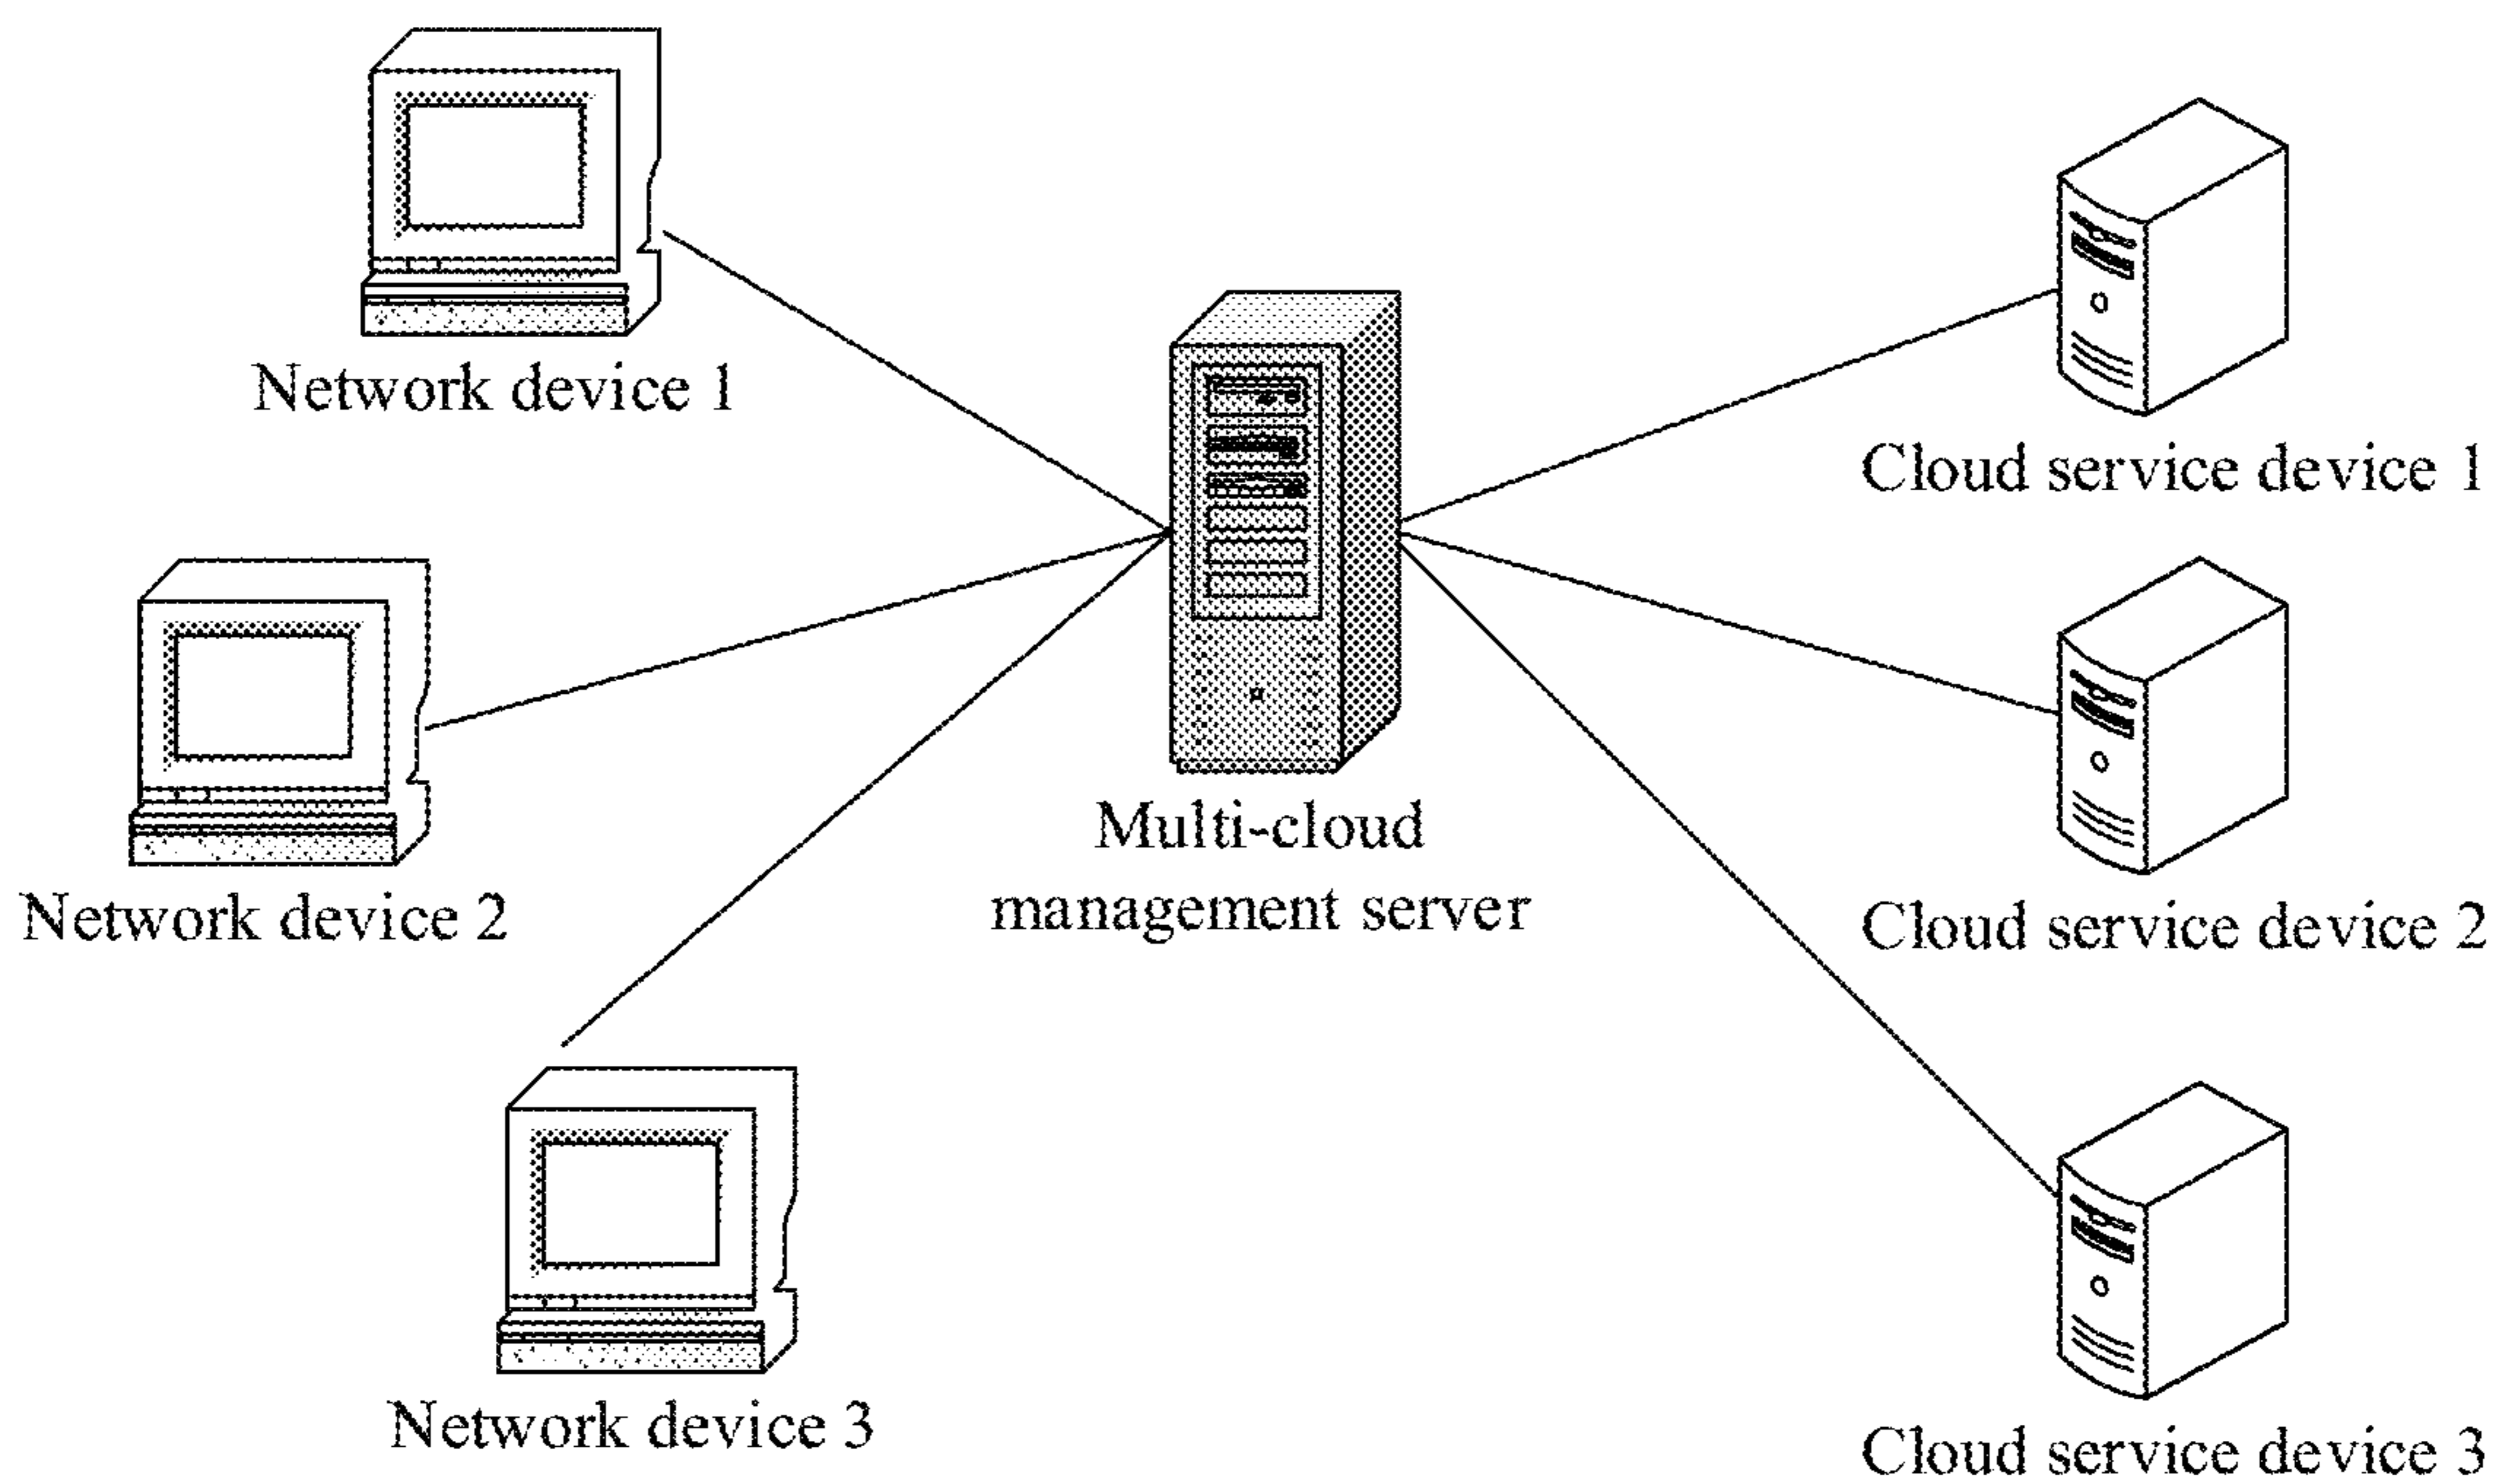 Network device 1
Cloud service device 1
Multi-cloud
management server
Network device 2
Cloud service device 2
Network device 3
Cloud service device 3